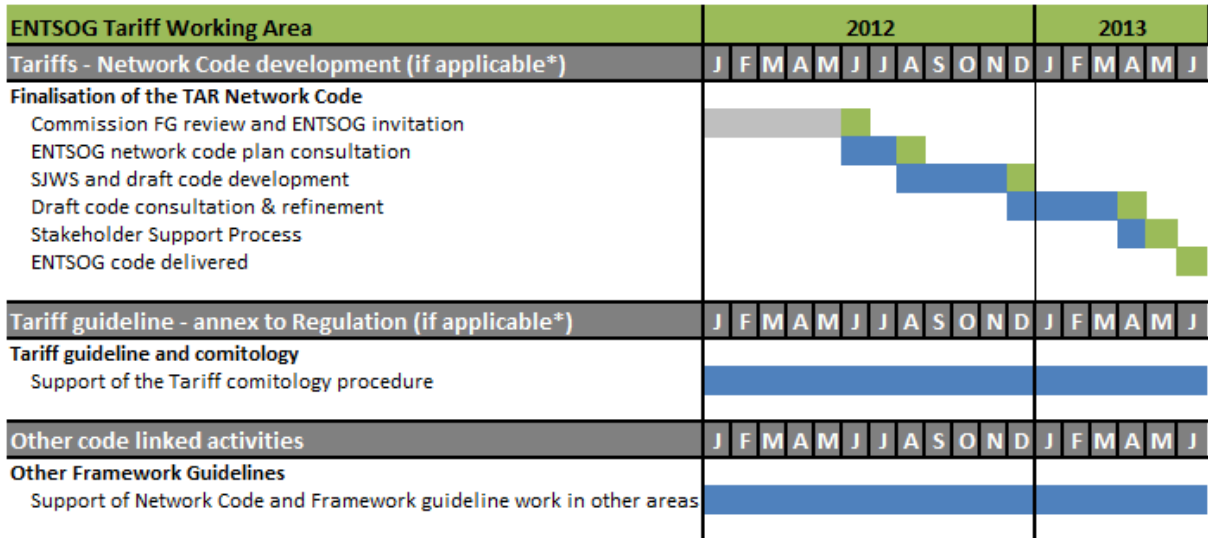 ENTSOG Tariff Working Area 2012 2013
Tariffs - Network Code development (if applicable*) J F M A M J J A S O N D J F M A M J
Finalisation of the TAR Network Code
Commission FG review and ENTSOG invitation
ENTSOG network code plan consultation
SJWS and draft code development
Draft code consultation & refinement
Stakeholder Support Process
ENTSOG code delivered
Tariff guideline - annex to Regulation (if applicable*) J F M A M J J A S O N D J F M A M J
Tariff guideline and comitology
Support of the Tariff comitology procedure
Other code linked activities J F M A M J J A S O N D J F M A M J
Other Framework Guidelines
Support of Network Code and Framework guideline work in other areas